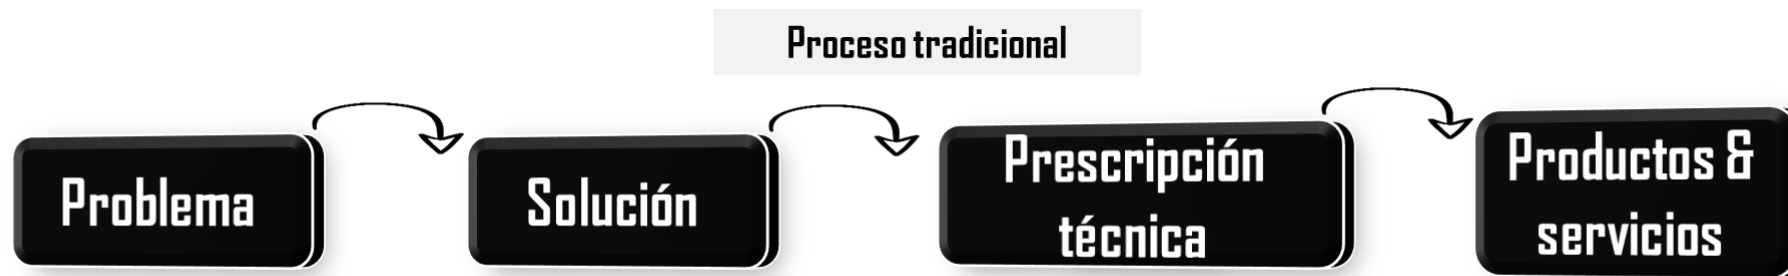 Proceso tradicional
Problema
Solución
Prescripción
técnica
Productos &
servicios